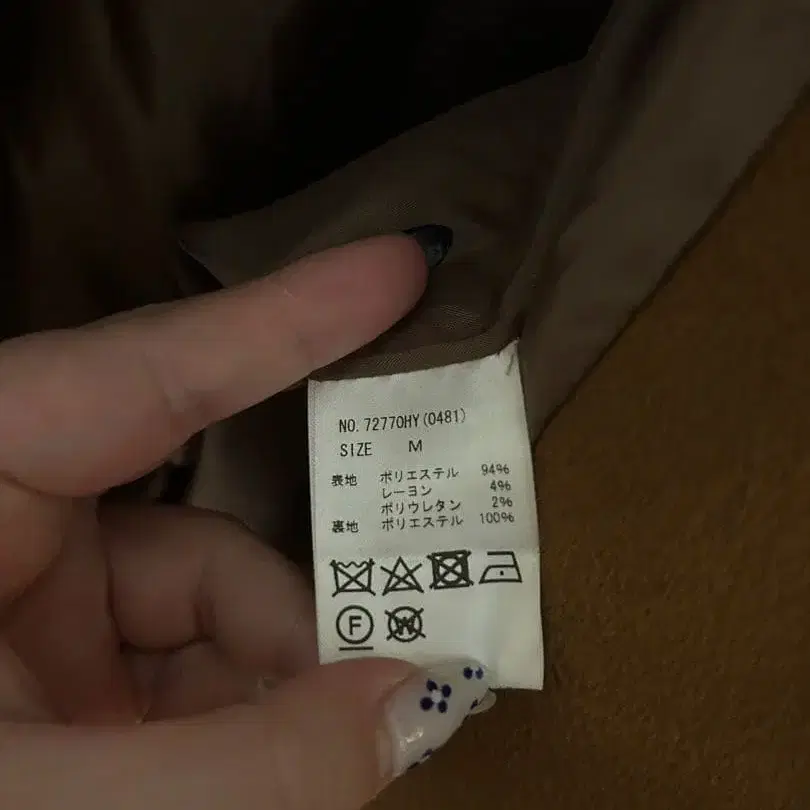 NO. 72770HY(0481)
SIZE M
表地 ポリエステル 94%
レーヨン 4%
ポリウレタン 2%
裏地 ポリエステル 100%
F W